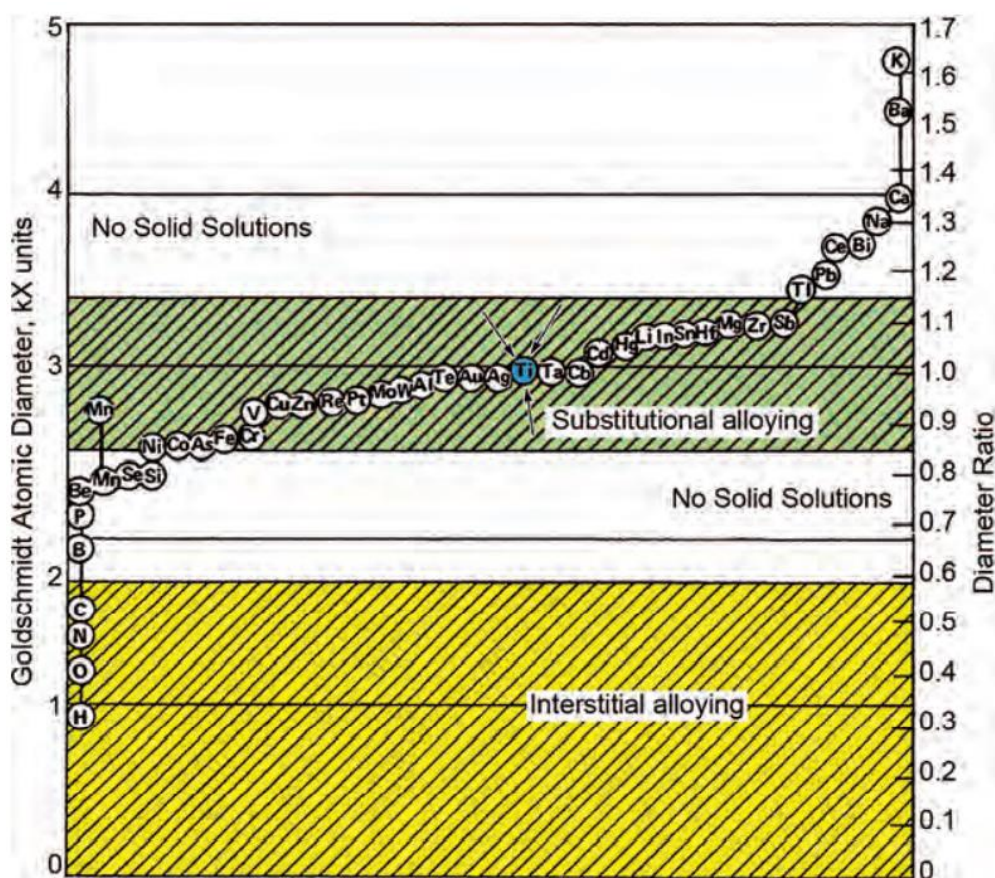 Goldschmidt Atomic Diameter, kX units
5
4
3
2
1
0
No Solid Solutions
Substitutional alloying
No Solid Solutions
Interstitial alloying
Mn
Be
P
B
C
N
O
H
Mn
Se
Si
Ni
Co
As
Fe
Cr
V
Cu
Zn
Re
Pt
Mo
W
Al
Te
Au
Ag
Ti
Ta
Cb
Cd
Hg
Li
In
Sn
Hf
Mg
Zr
Sb
Tl
Pb
Ce
Bi
Na
Ca
Ba
K
1.7
1.6
1.5
1.4
1.3
1.2
1.1
1.0
0.9
0.8
0.7
0.6
0.5
0.4
0.3
0.2
0.1
0
Diameter Ratio